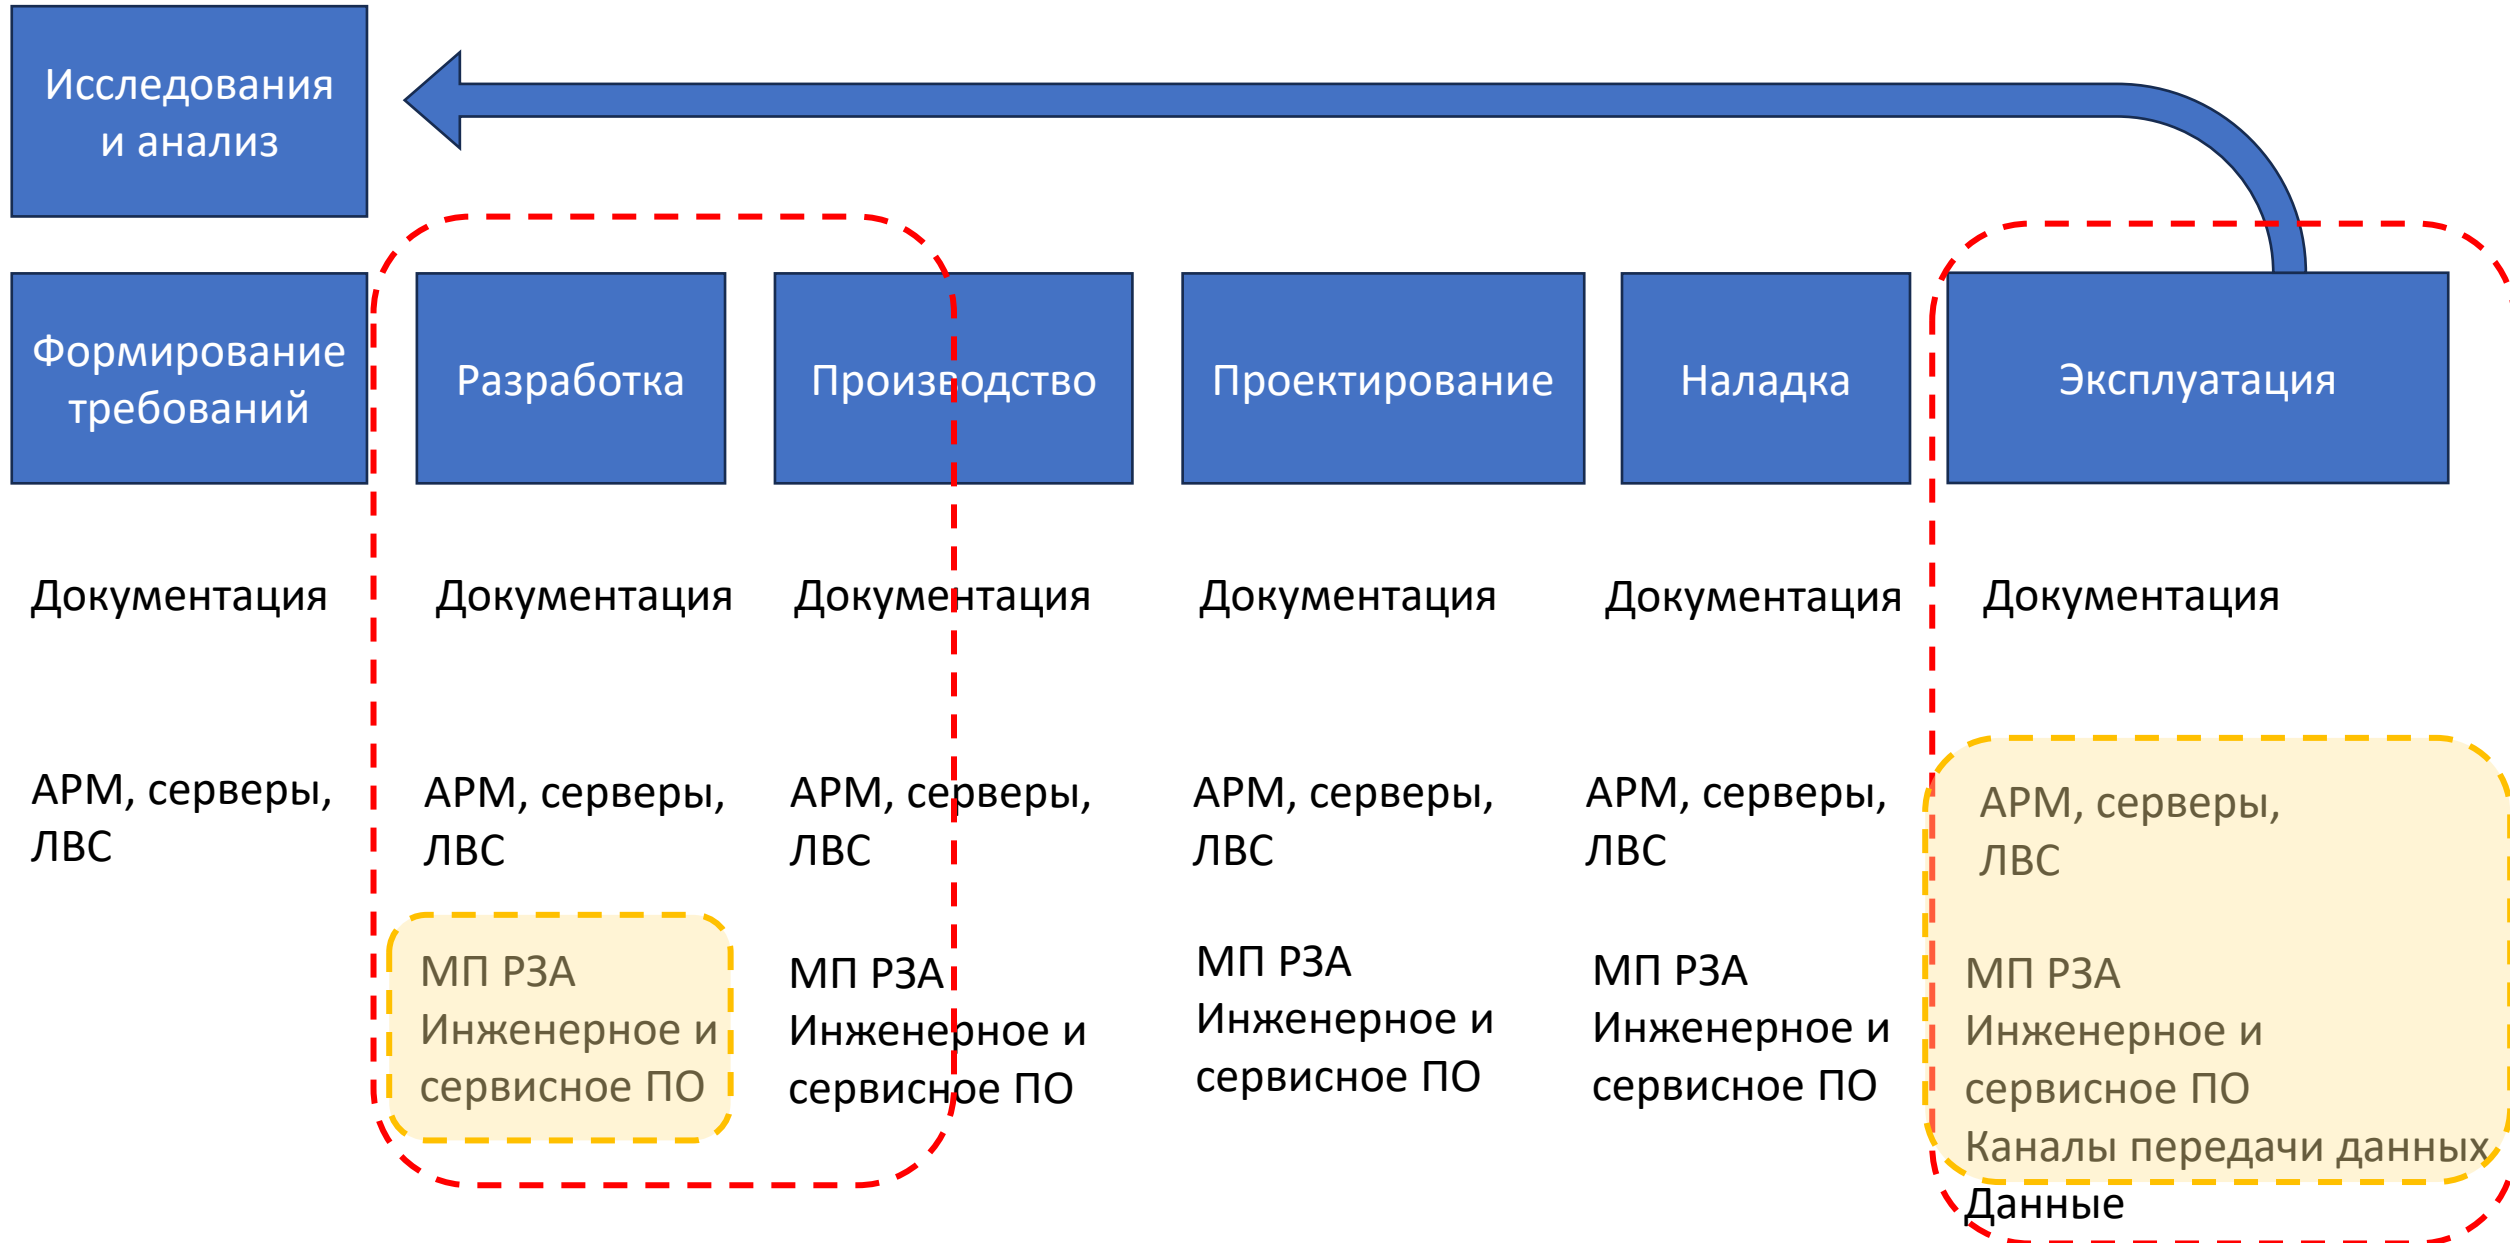 Исследования
и анализ
Формирование
требований
Разработка
Производство
Проектирование
Наладка
Эксплуатация
Документация
Документация
Документация
Документация
Документация
Документация
АРМ, серверы,
ЛВС
АРМ, серверы,
ЛВС
АРМ, серверы,
ЛВС
АРМ, серверы,
ЛВС
АРМ, серверы,
ЛВС
АРМ, серверы,
ЛВС
МП РЗА
Инженерное и
сервисное ПО
МП РЗА
Инженерное и
сервисное ПО
МП РЗА
Инженерное и
сервисное ПО
МП РЗА
Инженерное и
сервисное ПО
МП РЗА
Инженерное и
сервисное ПО
Каналы передачи данных
Данные